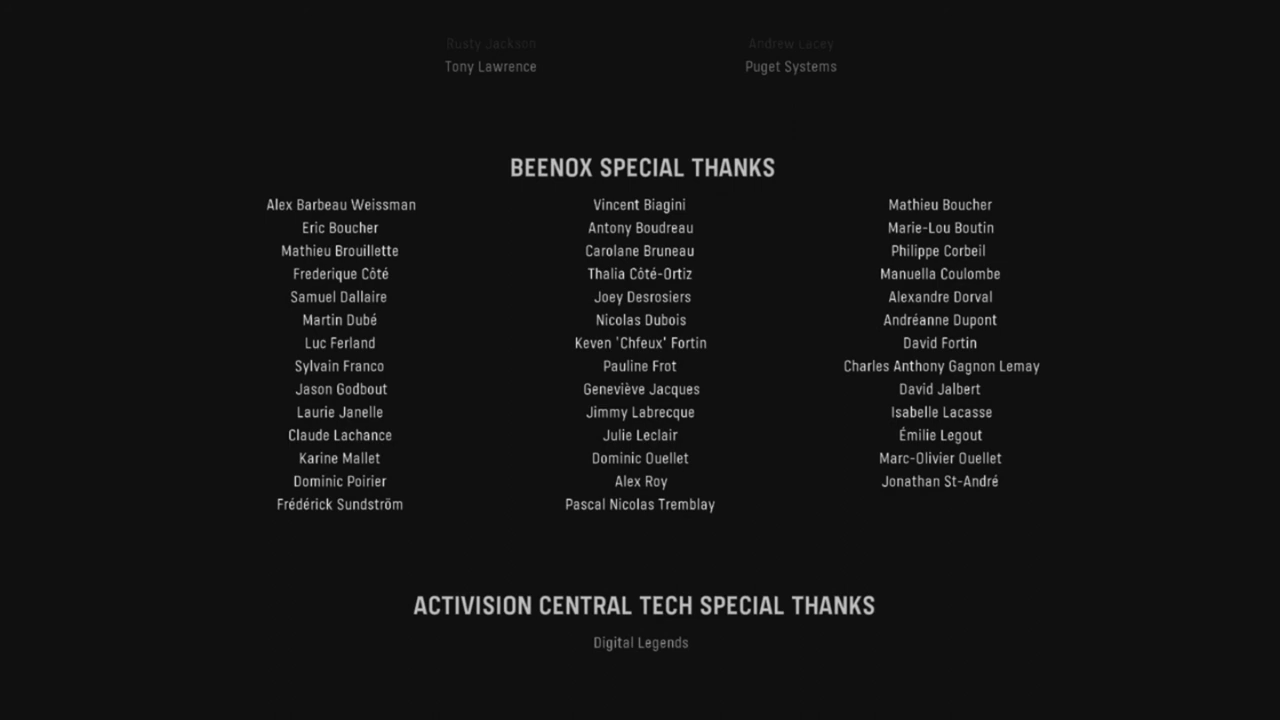 Rusty Jackson Andrew Lacey
Tony Lawrence Puget Systems
BEENOX SPECIAL THANKS
Alex Barbeau Weissman Vincent Biagini Mathieu Boucher
Eric Boucher Antony Boudreau Marie-Lou Boutin
Mathieu Brouillette Carolane Bruneau Philippe Corbeil
Frederique Côté Thalia Côté-Ortiz Manuella Coulombe
Samuel Dallaire Joey Desrosiers Alexandre Dorval
Martin Dubé Nicolas Dubois Andréanne Dupont
Luc Ferland Keven 'Chfeux' Fortin David Fortin
Sylvain Franco Pauline Frot Charles Anthony Gagnon Lemay
Jason Godbout Geneviève Jacques David Jalbert
Laurie Janelle Jimmy Labrecque Isabelle Lacasse
Claude Lachance Julie Leclair Émilie Legout
Karine Mallet Dominic Ouellet Marc-Olivier Ouellet
Dominic Poirier Alex Roy Jonathan St-André
Frédérick Sundström Pascal Nicolas Tremblay
ACTIVISION CENTRAL TECH SPECIAL THANKS
Digital Legends